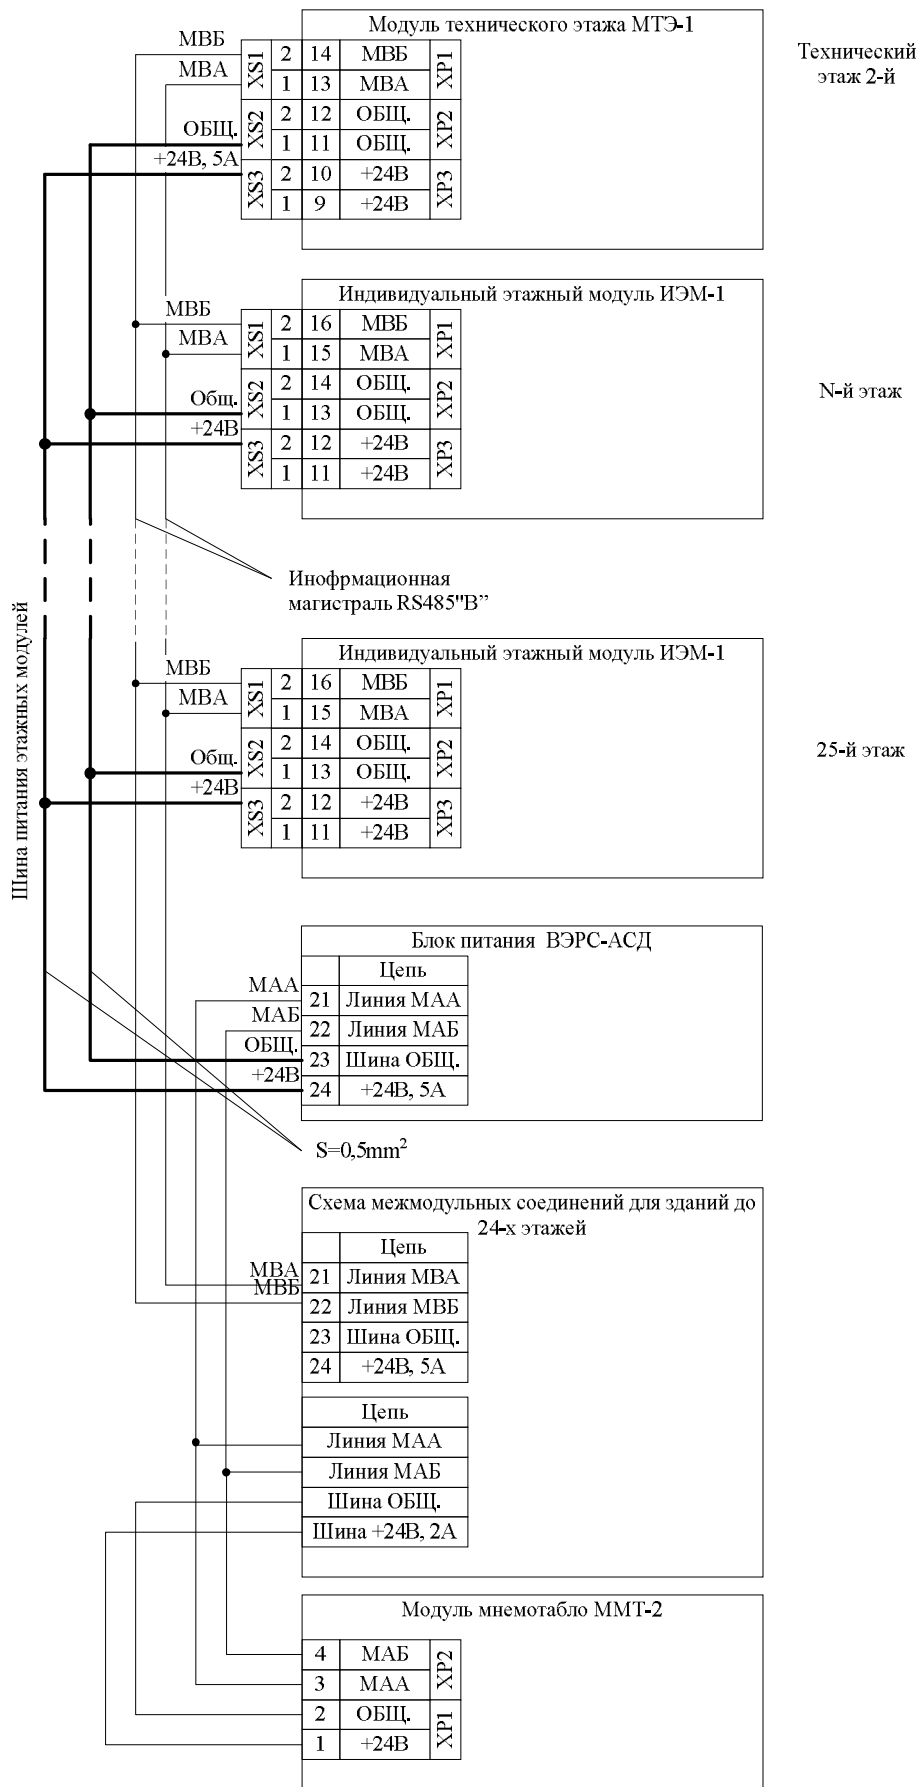 Модуль технического этажа МТЭ-1
Технический
этаж 2-й
МВБ
МВА
ОБЩ.
+24В, 5А
XS1
2 14 МВБ
1 13 МВА
XP1
XS2
2 12 ОБЩ.
1 11 ОБЩ.
XP2
XS3
2 10 +24В
1 9 +24В
XP3
Индивидуальный этажный модуль ИЭМ-1
N-й этаж
МВБ
МВА
Общ.
+24В
XS1
2 16 МВБ
1 15 МВА
XP1
XS2
2 14 ОБЩ.
1 13 ОБЩ.
XP2
XS3
2 12 +24В
1 11 +24В
XP3
Инофрмационная
магистраль RS485"В”
Шина питания этажных модулей
Индивидуальный этажный модуль ИЭМ-1
25-й этаж
МВБ
МВА
Общ.
+24В
XS1
2 16 МВБ
1 15 МВА
XP1
XS2
2 14 ОБЩ.
1 13 ОБЩ.
XP2
XS3
2 12 +24В
1 11 +24В
XP3
Блок питания ВЭРС-АСД
Цепь
МАА 21 Линия МАА
МАБ 22 Линия МАБ
ОБЩ. 23 Шина ОБЩ.
+24В 24 +24В, 5А
S=0,5mm²
Схема межмодульных соединений для зданий до
24-х этажей
Цепь
МВА 21 Линия МВА
МВБ 22 Линия МВБ
23 Шина ОБЩ.
24 +24В, 5А
Цепь
Линия МАА
Линия МАБ
Шина ОБЩ.
Шина +24В, 2А
Модуль мнемотабло ММТ-2
4 МАБ
3 МАА
XP2
2 ОБЩ.
1 +24В
XP1